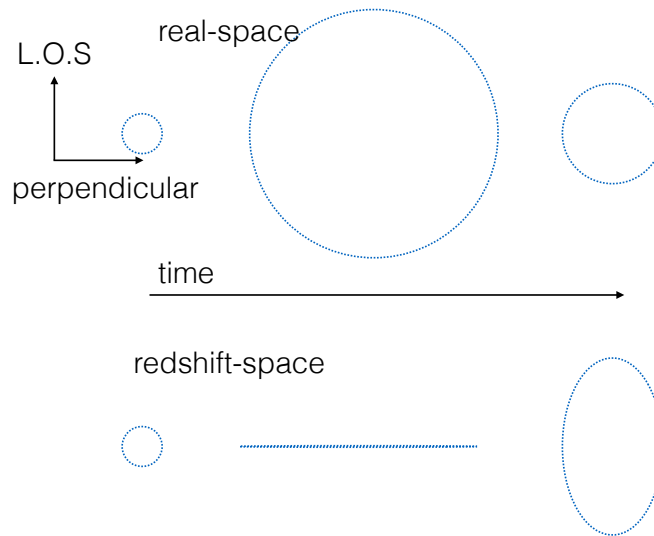 real-space
L.O.S
perpendicular
time
redshift-space